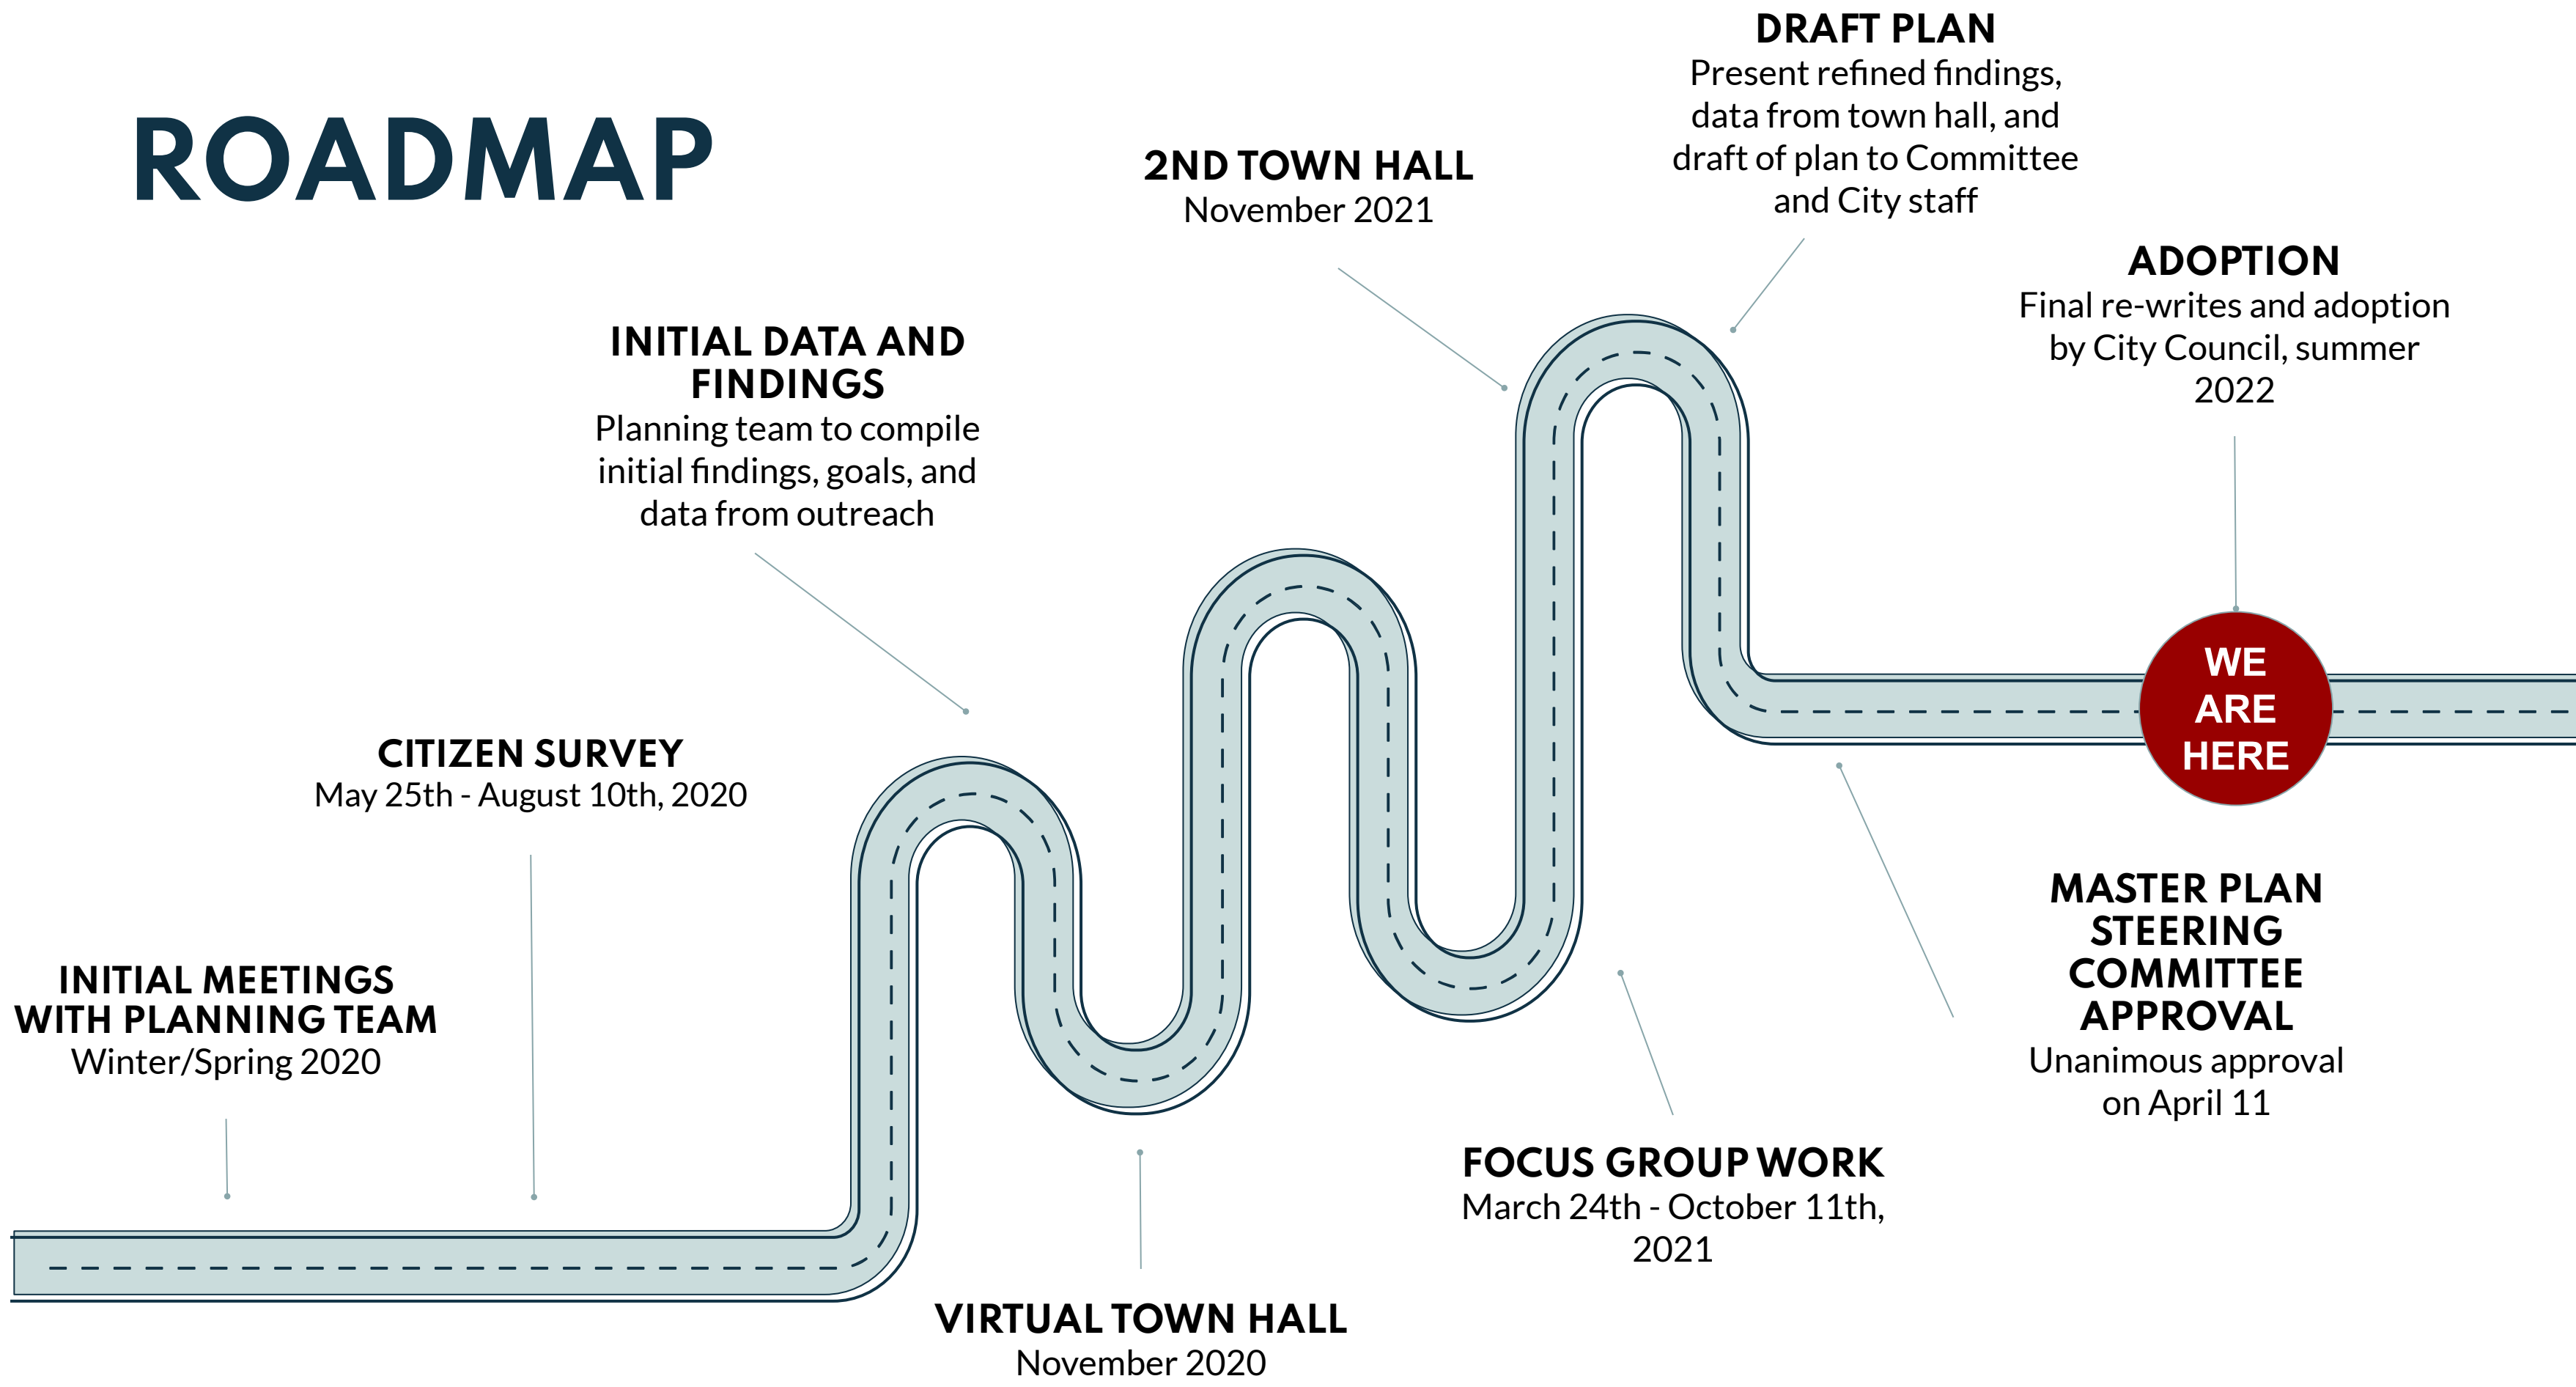 ROADMAP
INITIAL MEETINGS
WITH PLANNING TEAM
Winter/Spring 2020
CITIZEN SURVEY
May 25th - August 10th, 2020
INITIAL DATA AND
FINDINGS
Planning team to compile
initial findings, goals, and
data from outreach
VIRTUAL TOWN HALL
November 2020
FOCUS GROUP WORK
March 24th - October 11th,
2021
2ND TOWN HALL
November 2021
DRAFT PLAN
Present refined findings,
data from town hall, and
draft of plan to Committee
and City staff
MASTER PLAN
STEERING
COMMITTEE
APPROVAL
Unanimous approval
on April 11
ADOPTION
Final re-writes and adoption
by City Council, summer
2022
WE
ARE
HERE